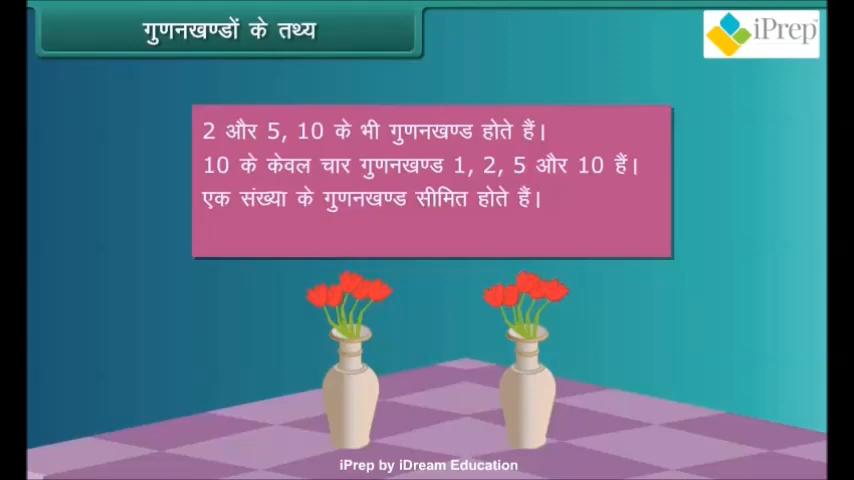 गुणनखण्डों के तथ्य
iPrep
2 और 5, 10 के भी गुणनखण्ड होते हैं।
10 के केवल चार गुणनखण्ड 1, 2, 5 और 10 हैं।
एक संख्या के गुणनखण्ड सीमित होते हैं।
iPrep by iDream Education